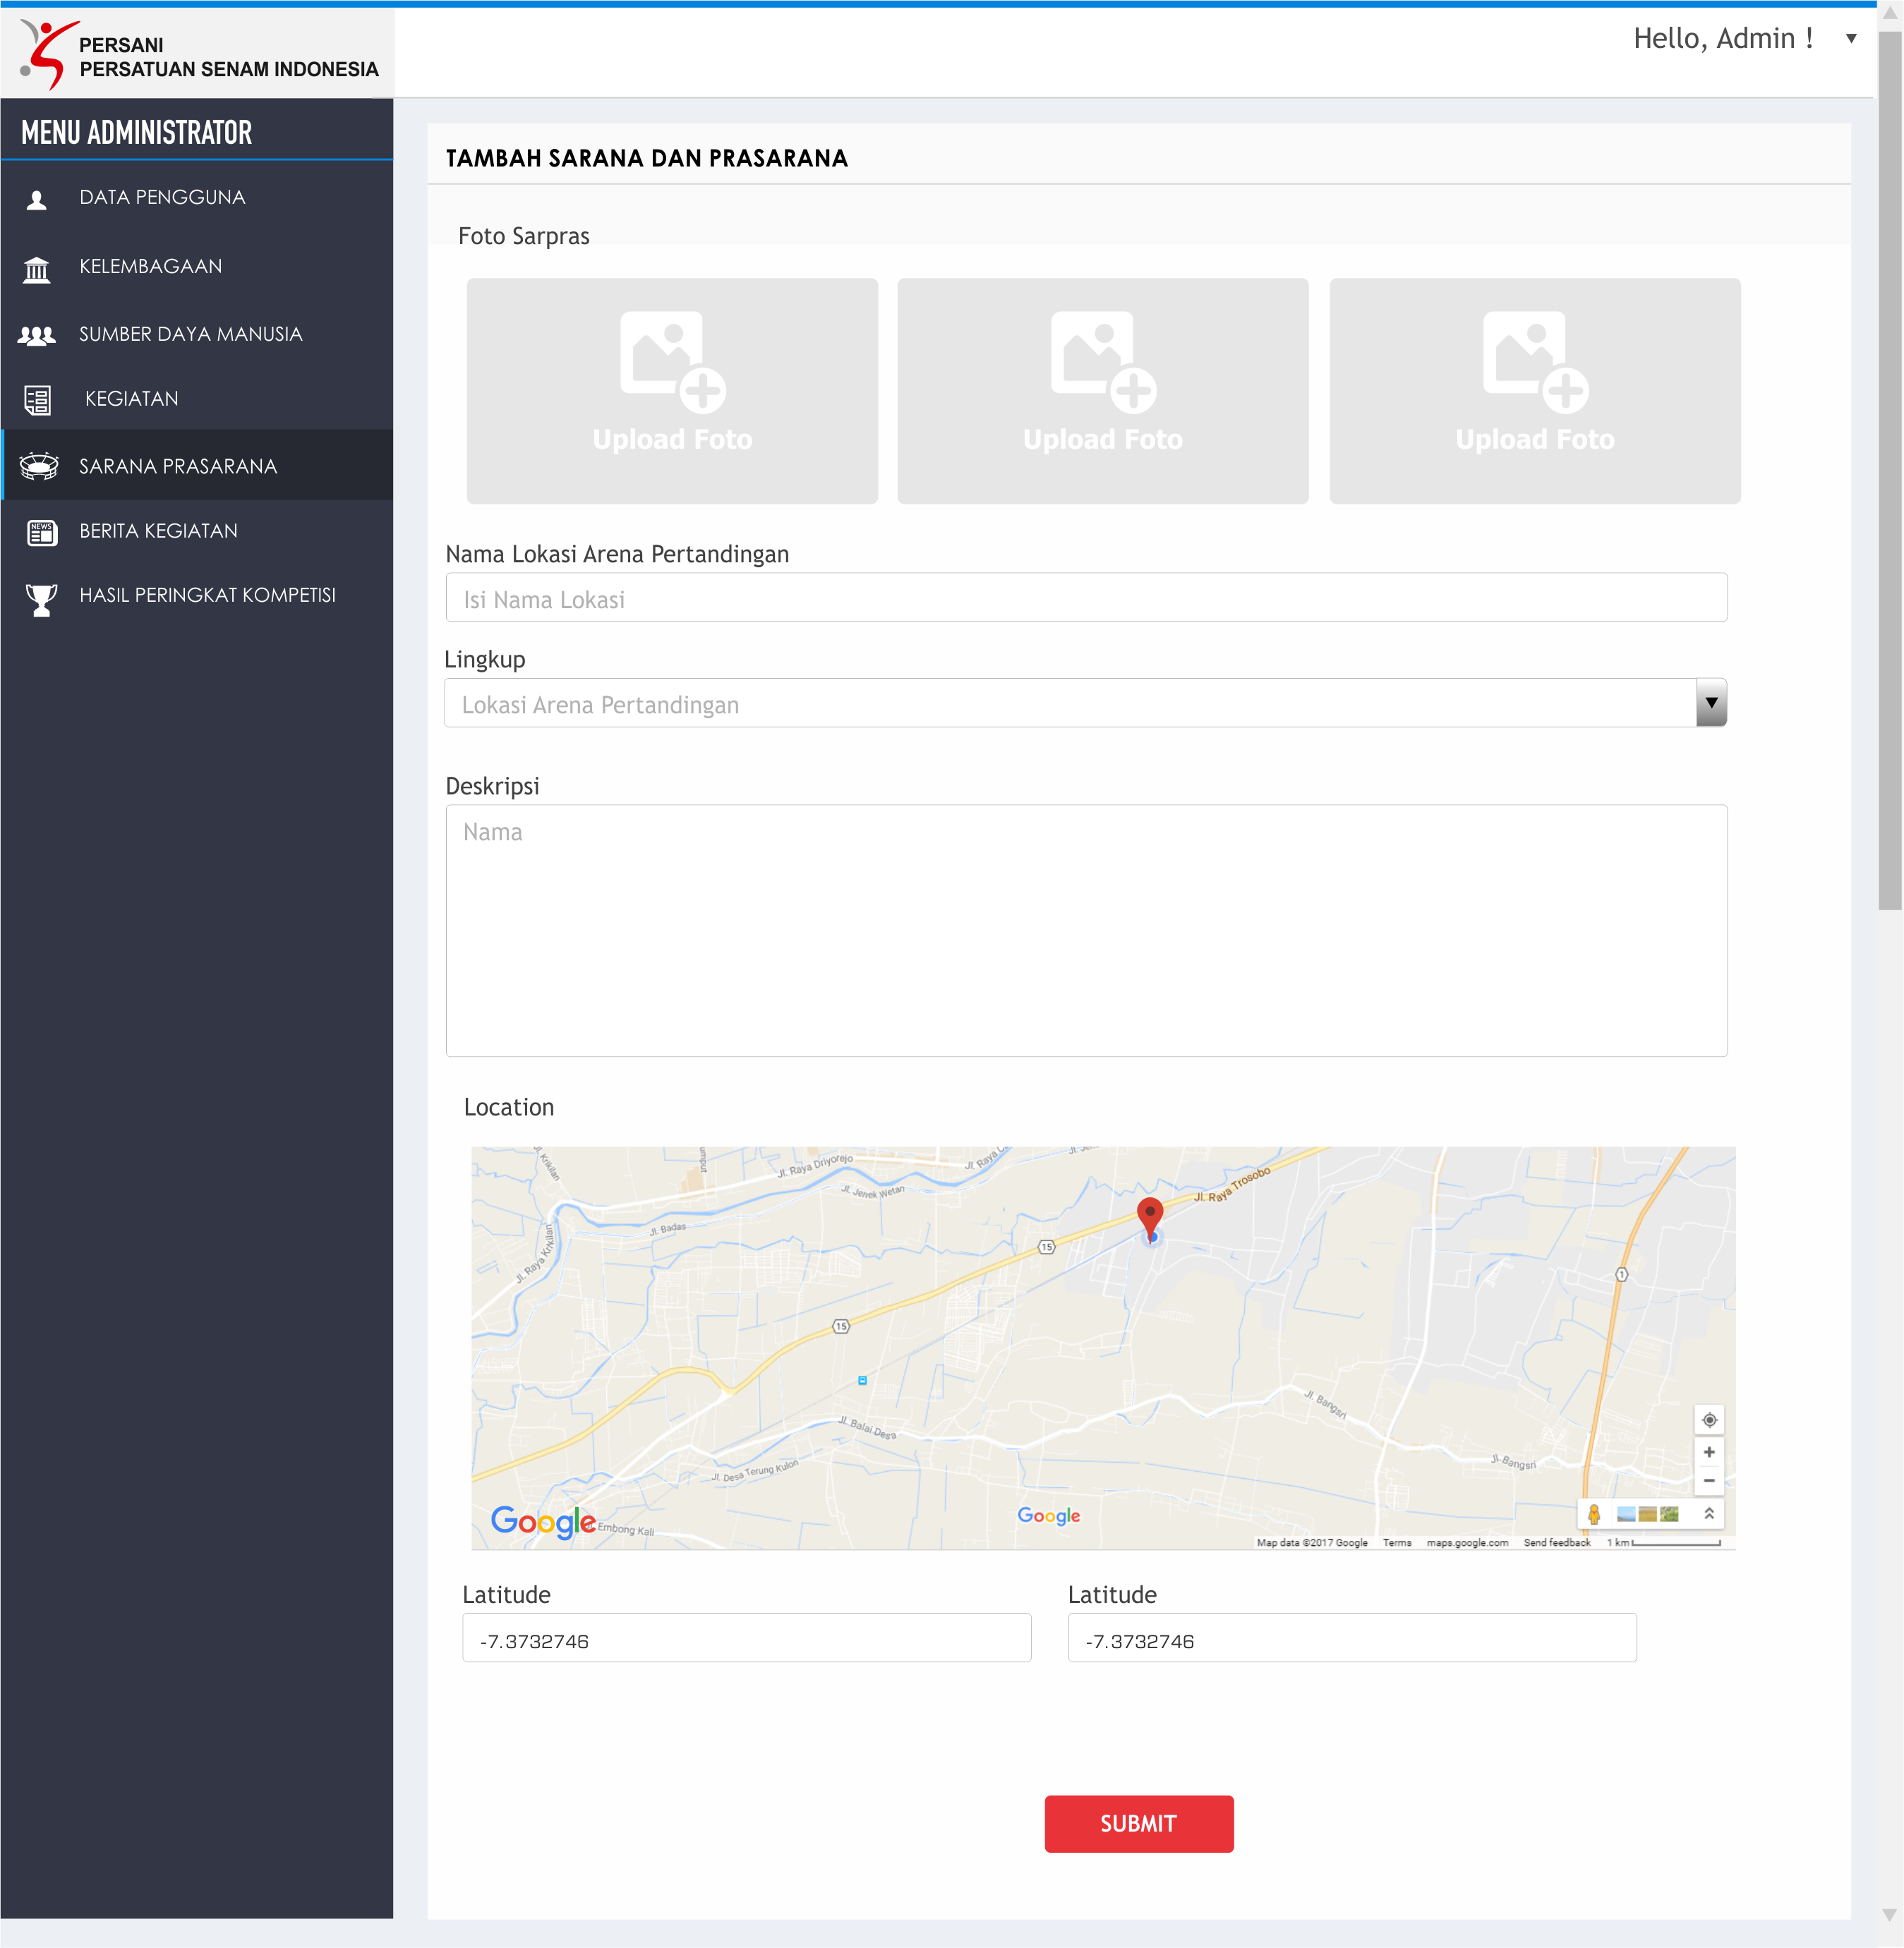 PERSANI
PERSATUAN SENAM INDONESIA
Hello, Admin !
MENU ADMINISTRATOR
DATA PENGGUNA
KELEMBAGAAN
SUMBER DAYA MANUSIA
KEGIATAN
SARANA PRASARANA
NEWS
BERITA KEGIATAN
HASIL PERINGKAT KOMPETISI
TAMBAH SARANA DAN PRASARANA
Foto Sarpras
Upload Foto
Upload Foto
Upload Foto
Nama Lokasi Arena Pertandingan
Isi Nama Lokasi
Lingkup
Lokasi Arena Pertandingan
Deskripsi
Nama
Location
Jl. Krikilan
Jl. Raya Driyorejo
Jl. Jenek Wetan
Jl. Raya Trosobo
Jl. Badas
Jl. Raya Krikilan
15
1
15
Jl. Bangsri
Jl. Balai Desa
Jl. Bangsri
Jl. Desa Terung Kulon
Google
Embong Kali
Google
Map data ©2017 Google
Terms
maps.google.com
Send feedback
1 km
Latitude
Latitude
-7.3732746
-7.3732746
SUBMIT